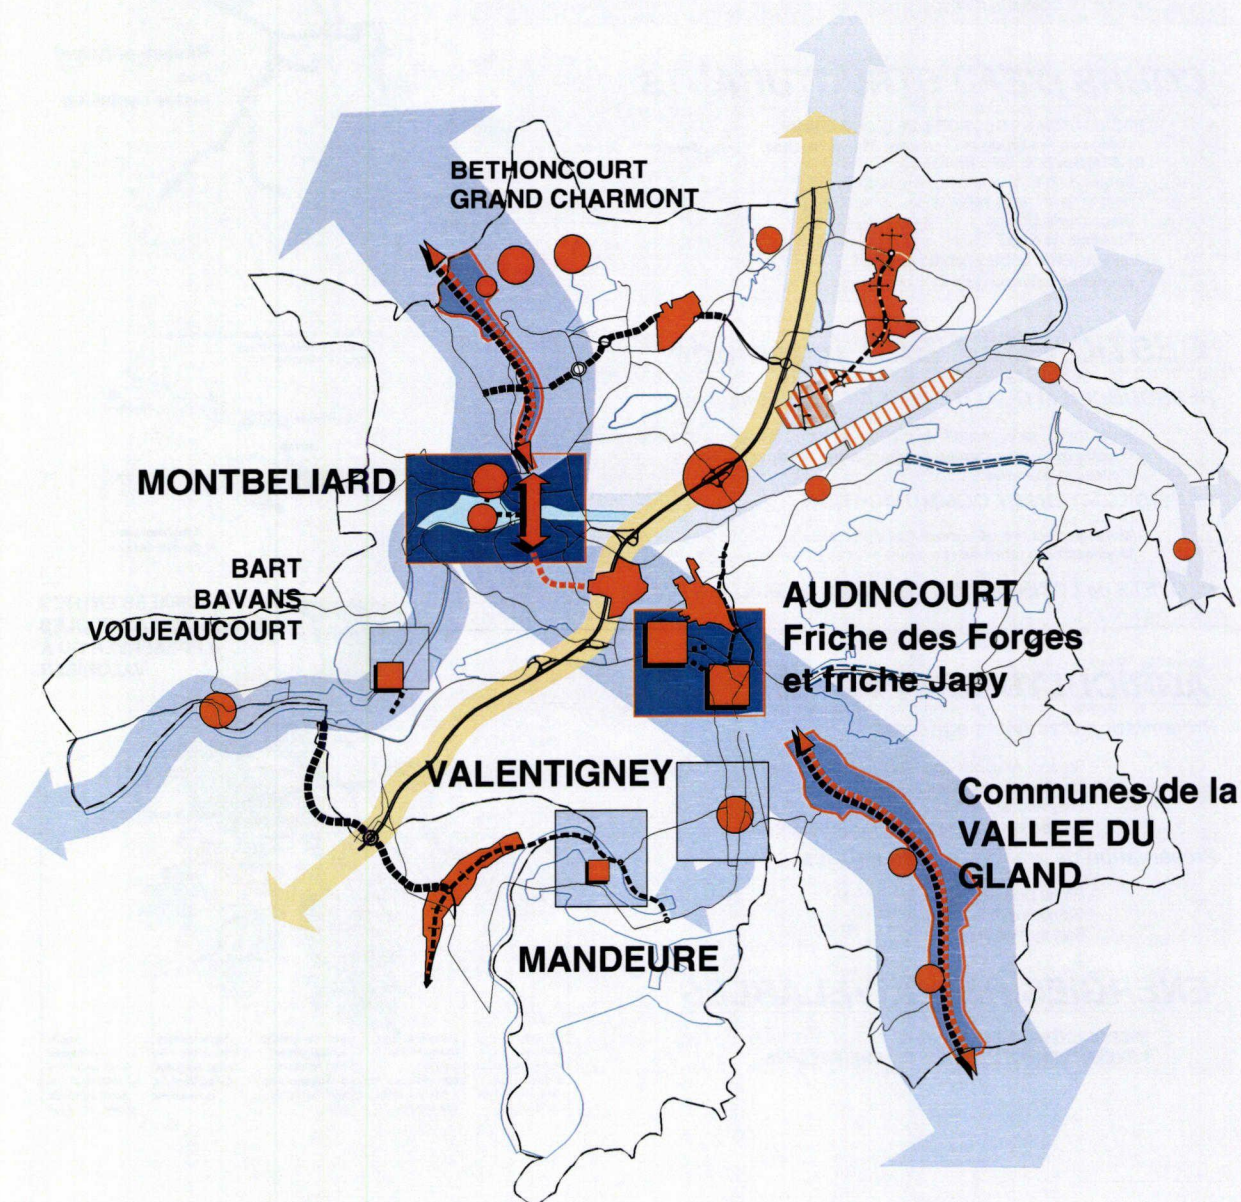 BETHONCOURT
GRAND CHARMONT
MONTBELIARD
BART
BAVANS
VOUJEAUCOURT
AUDINCOURT
Friche des Forges
et friche Japy
VALENTIGNEY
Communes de la
VALLEE DU
GLAND
MANDEURE